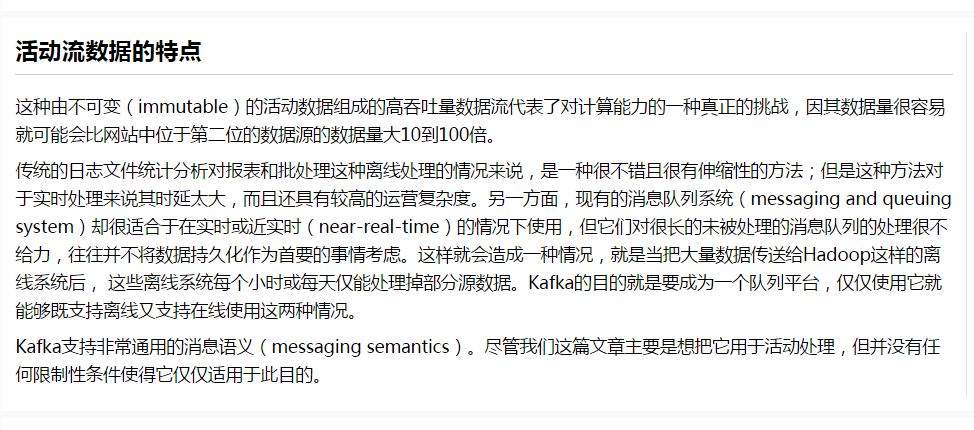 活动流数据的特点
这种由不可变（immutable）的活动数据组成的高吞吐量数据流代表了对计算能力的一种真正的挑战，因其数据量很容易
就可能会比网站中位于第二位的数据源的数据量大10到100倍。
传统的日志文件统计分析对报表和批处理这种离线处理的情况来说，是一种很不错且很有伸缩性的方法；但是这种方法对
于实时处理来说其时延太大，而且还具有较高的运营复杂度。另一方面，现有的消息队列系统（messaging and queuing
system）却很适合于在实时或近实时（near-real-time）的情况下使用，但它们对很长的未被处理的消息队列的处理很不
给力，往往并不将数据持久化作为首要的事情考虑。这样就会造成一种情况，就是当把大量数据传送给Hadoop这样的离
线系统后， 这些离线系统每个小时或每天仅能处理掉部分源数据。Kafka的目的就是要成为一个队列平台，仅仅使用它就
能够既支持离线又支持在线使用这两种情况。
Kafka支持非常通用的消息语义（messaging semantics）。尽管我们这篇文章主要是想把它用于活动处理，但并没有任
何限制性条件使得它仅仅适用于此目的。